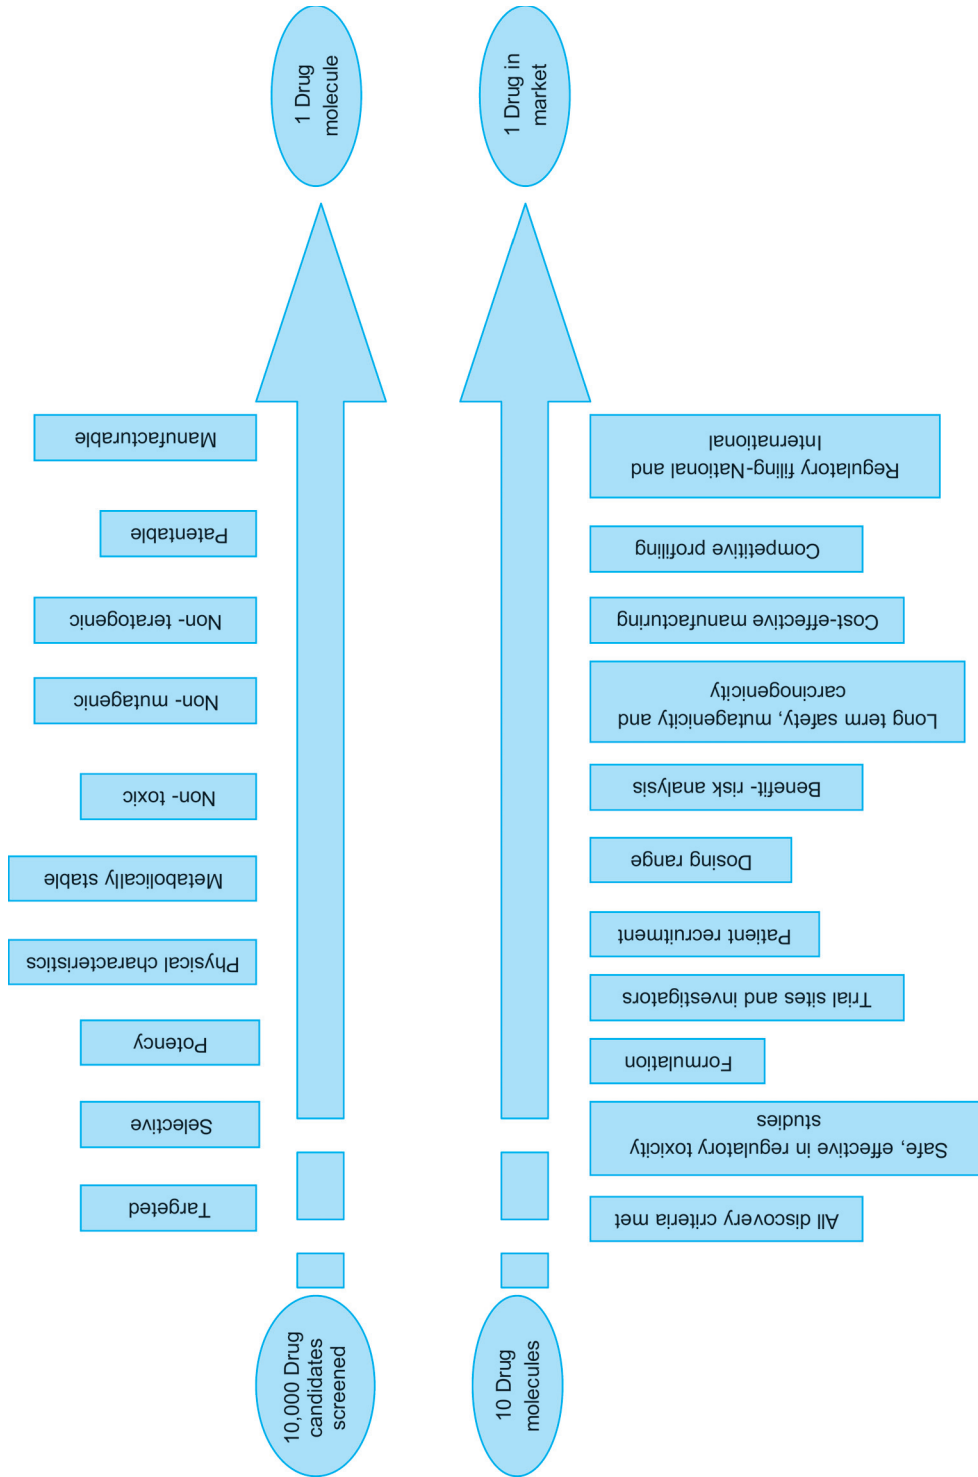 10,000 Drug
candidates
screened
Targeted
Selective
Potency
Physical characteristics
Metabolically stable
Non- toxic
Non- mutagenic
Non- teratogenic
Patentable
Manufacturable
1 Drug
molecule
10 Drug
molecules
All discovery criteria met
Safe, effective in regulatory toxicity
studies
Formulation
Trial sites and investigators
Patient recruitment
Dosing range
Benefit- risk analysis
Long term safety, mutagenicity and
carcinogenicity
Cost-effective manufacturing
Competitive profiling
Regulatory filing-National and
International
1 Drug in
market